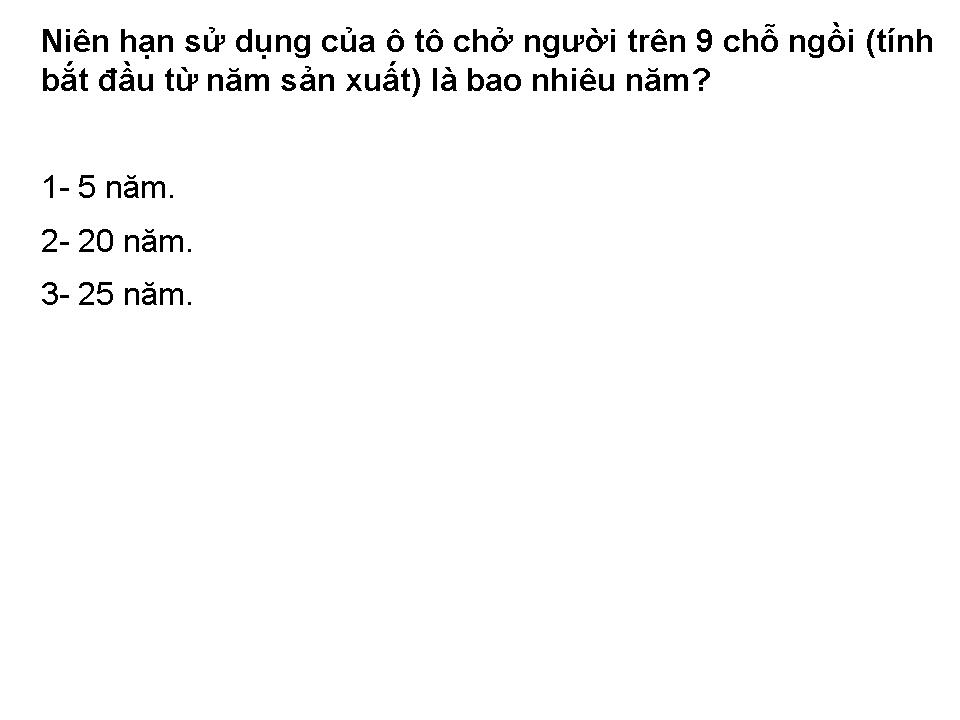 Niên hạn sử dụng của ô tô chở người trên 9 chỗ ngồi (tính
bắt đầu từ năm sản xuất) là bao nhiêu năm?
1- 5 năm.
2- 20 năm.
3- 25 năm.